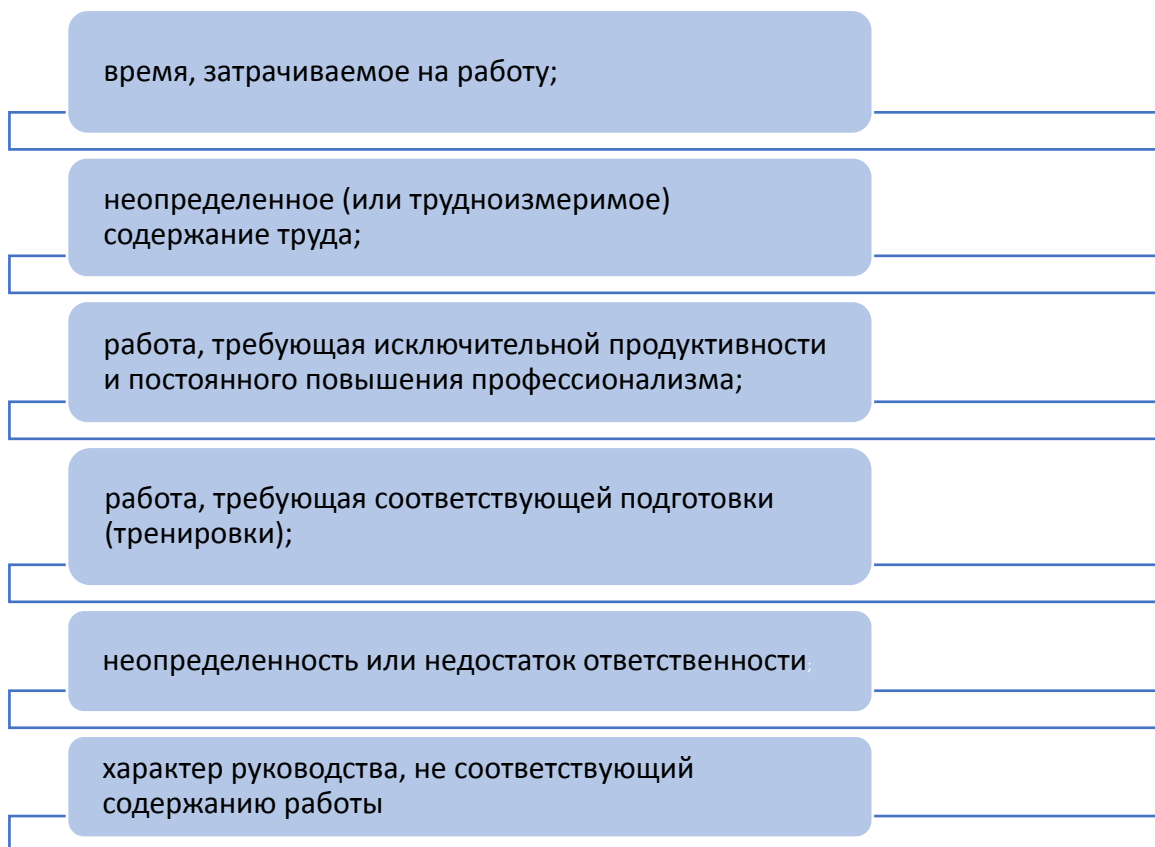 время, затрачиваемое на работу;
неопределенное (или трудноизмеримое)
содержание труда;
работа, требующая исключительной продуктивности
и постоянного повышения профессионализма;
работа, требующая соответствующей подготовки
(тренировки);
неопределенность или недостаток ответственности;
характер руководства, не соответствующий
содержанию работы